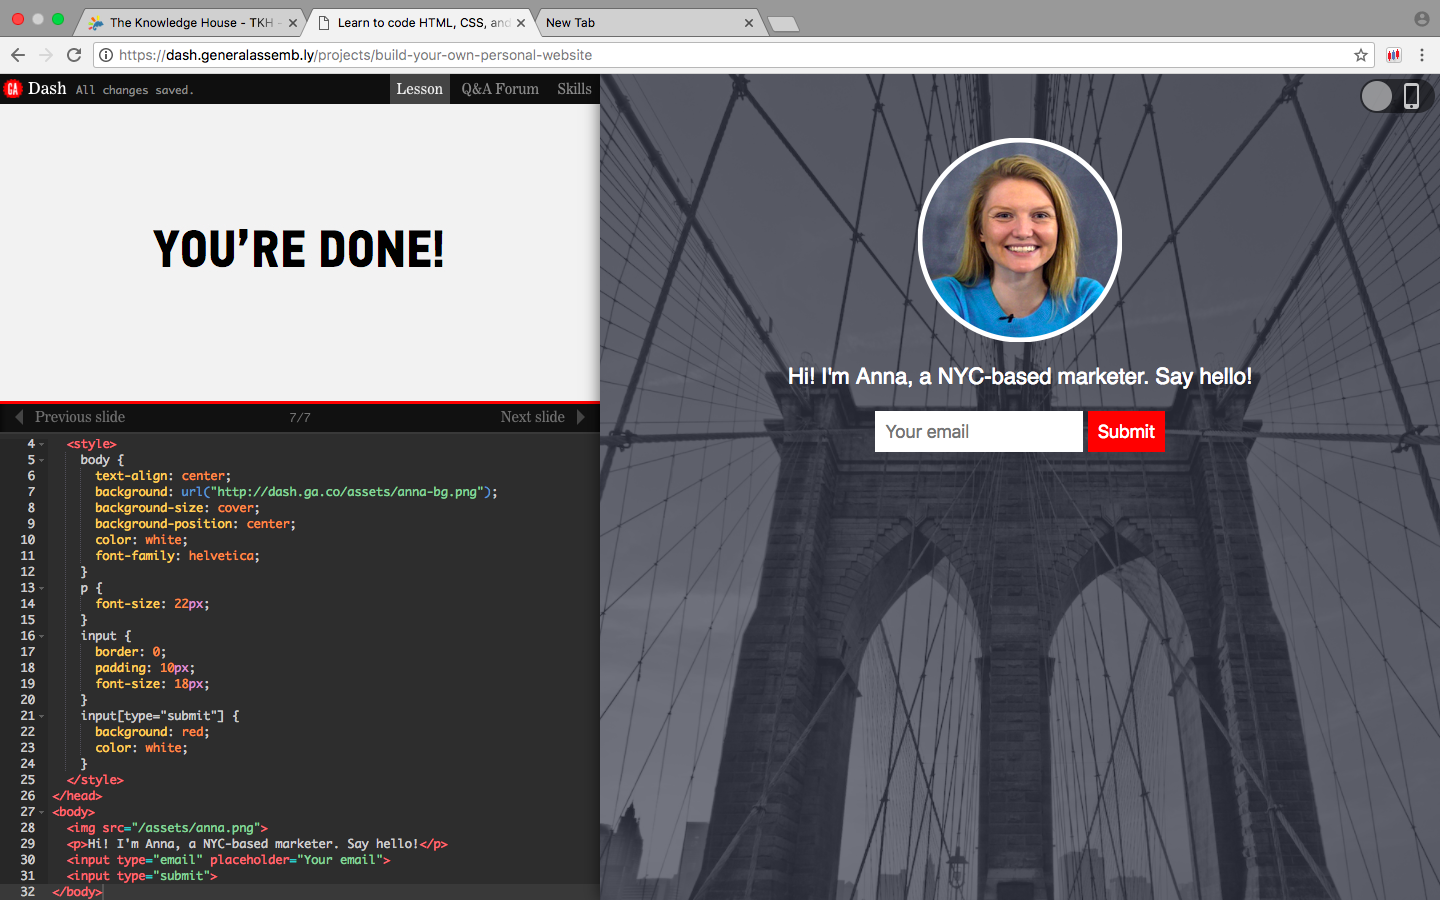 The Knowledge House - TKH -
Learn to code HTML, CSS, and
New Tab
https://dash.generalassemb.ly/projects/build-your-own-personal-website
GA Dash All changes saved. Lesson Q&A Forum Skills
YOU'RE DONE!
Previous slide 7/7 Next slide
4 <style>
5 body {
6 text-align: center;
7 background: url("http://dash.ga.co/assets/anna-bg.png");
8 background-size: cover;
9 background-position: center;
10 color: white;
11 font-family: helvetica;
12 }
13 p {
14 font-size: 22px;
15 }
16 input {
17 border: 0;
18 padding: 10px;
19 font-size: 18px;
20 }
21 input[type="submit"] {
22 background: red;
23 color: white;
24 }
25 </style>
26 </head>
27 <body>
28 <img src="/assets/anna.png">
29 <p>Hi! I'm Anna, a NYC-based marketer. Say hello!</p>
30 <input type="email" placeholder="Your email">
31 <input type="submit">
32 </body>
Hi! I'm Anna, a NYC-based marketer. Say hello!
Your email Submit